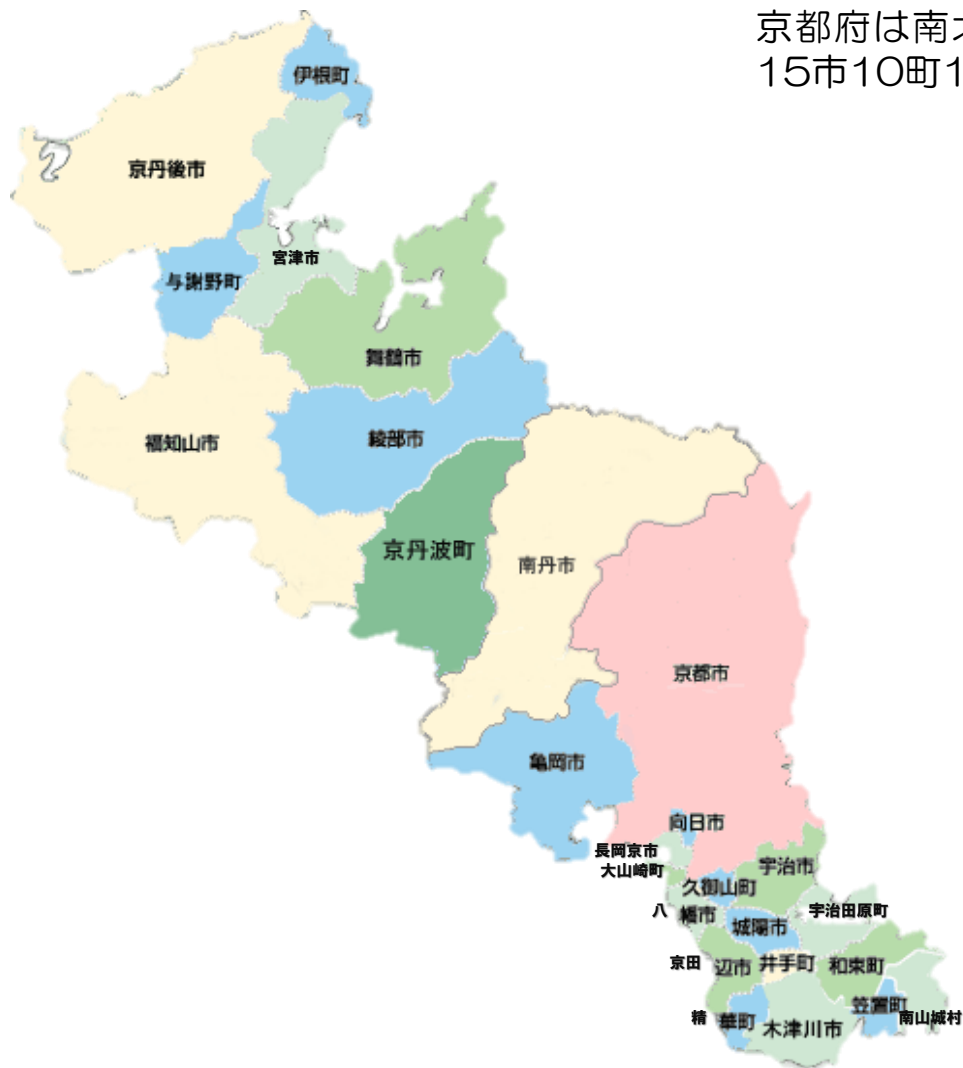 京都府は南
15市10町1
伊根町
京丹後市
宮津市
与謝野町
舞鶴市
綾部市
福知山市
京丹波町
南丹市
京都市
亀岡市
向日市
長岡京市
宇治市
大山崎町
久御山町
八幡市
宇治田原町
城陽市
京田辺市
井手町
和束町
笠置町
南山城村
精華町
木津川市